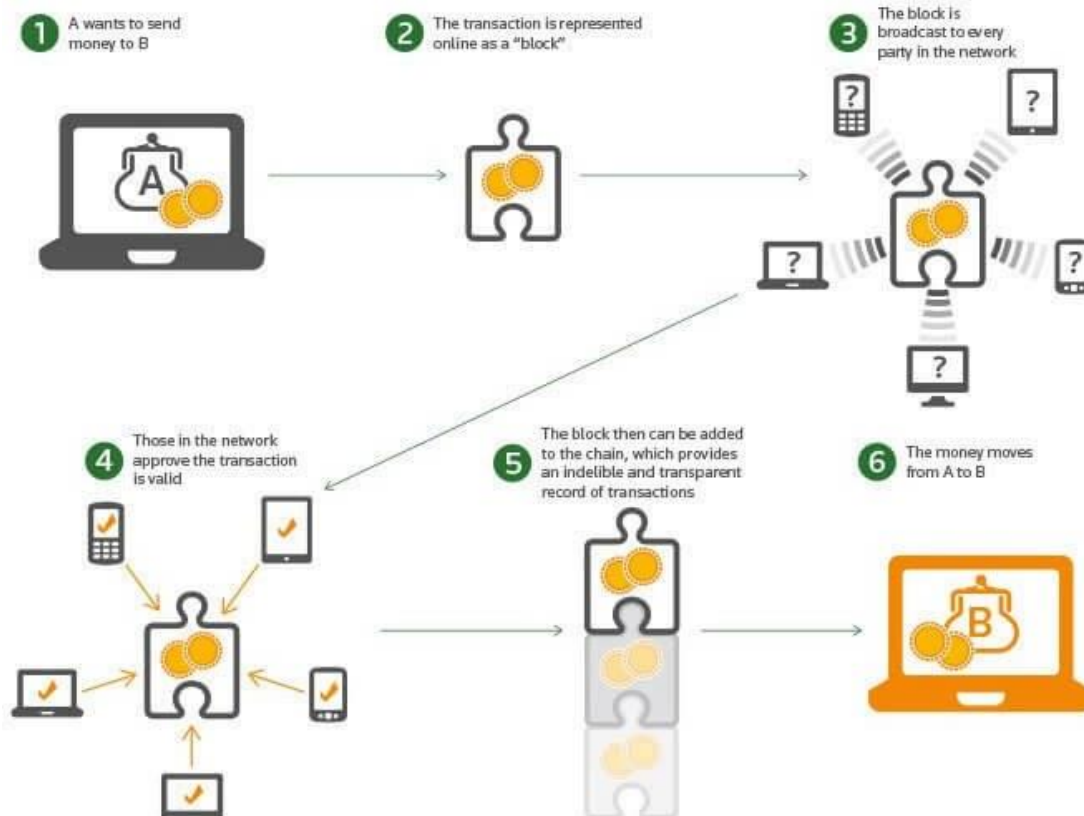 1
A wants to send
money to B
2
The transaction is represented
online as a “block”
3
The block is
broadcast to every
party in the network
A
?
?
?
?
?
4
Those in the network
approve the transaction
is valid
5
The block then can be added
to the chain, which provides
an indelible and transparent
record of transactions
6
The money moves
from A to B
B